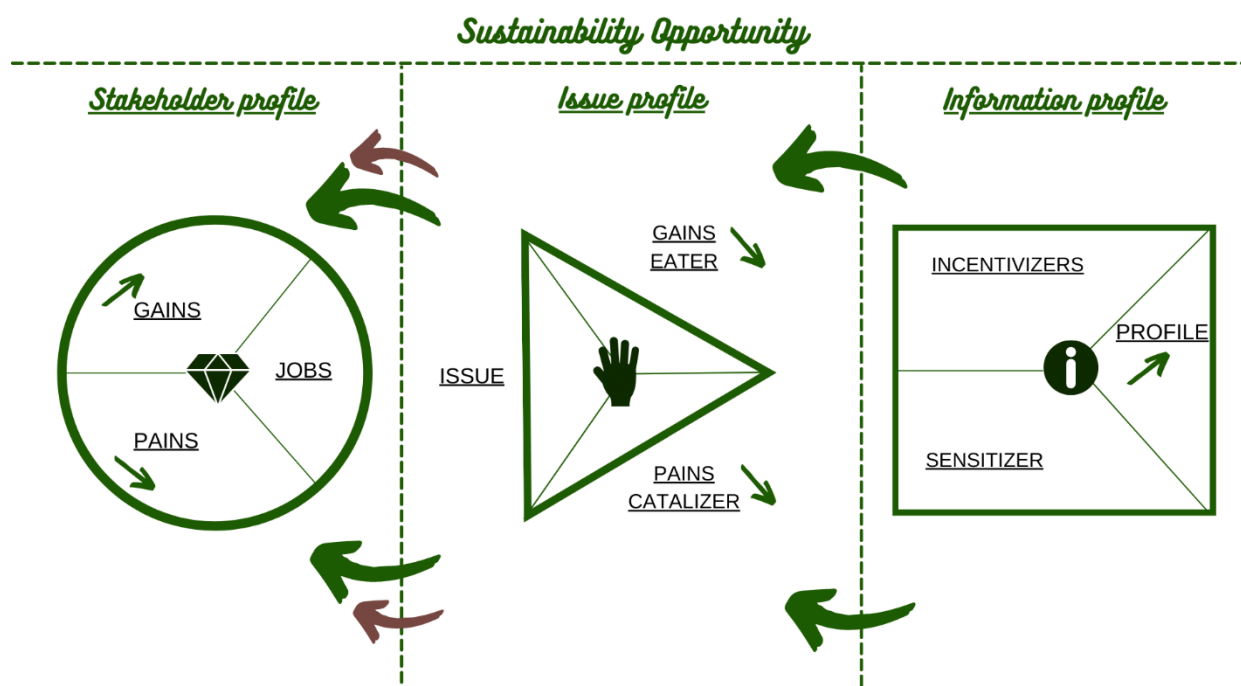 Sustainability Opportunity
Stakeholder profile
Issue profile
Information profile
GAINS
JOBS
PAINS
ISSUE
GAINS
EATER
PAINS
CATALIZER
INCENTIVIZERS
PROFILE
SENSITIZER